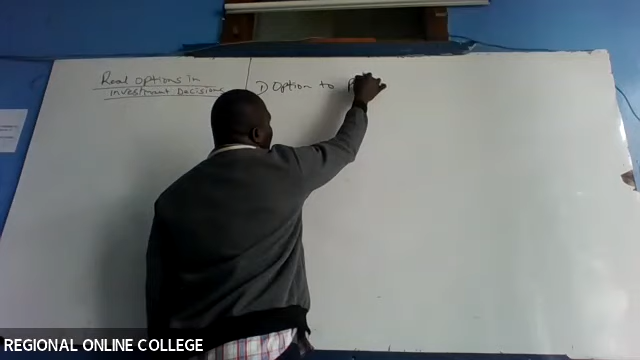 Real options in
investment Decisions
1) Option to
REGIONAL ONLINE COLLEGE